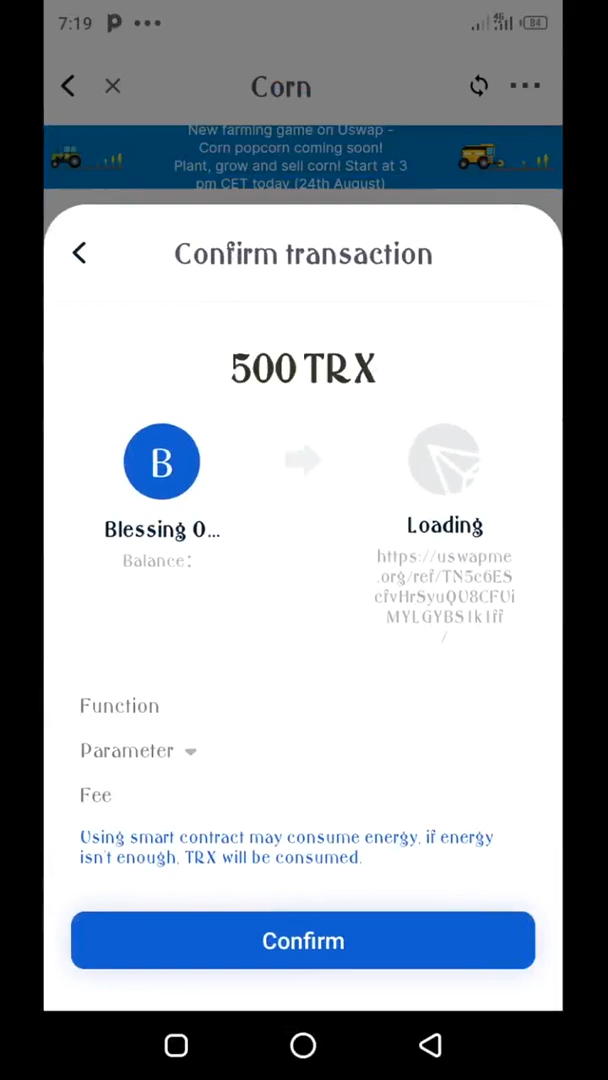 7:19
4G
84
Corn
New farming game on Uswap -
Corn popcorn coming soon!
Plant, grow and sell corn! Start at 3
pm CET today (24th August)
Confirm transaction
500 TRX
B
Blessing O...
Balance:
Loading
https://uswapme
.org/ref/TN5c6ES
MYLGYBS1k1ff
/
Function
Parameter
Fee
Using smart contract may consume energy, if energy
isn't enough, TRX will be consumed.
Confirm